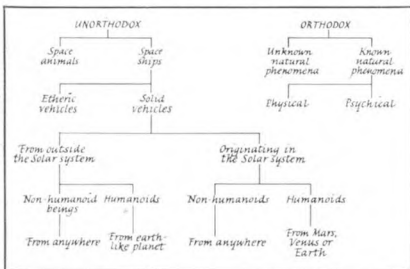 UNORTHODOX
ORTHODOX
Space
animals
Space
ships
Unknown
natural
phenomena
Known
natural
phenomena
Etheric
vehicles
Solid
vehicles
Physical
Psychical
From outside
the Solar system
Originating in
the Solar system
Non-humanoid
beings
Humanoids
Non-humanoids
Humanoids
From anywhere
From earth-
like planet
From anywhere
From Mars,
Venus or
Earth